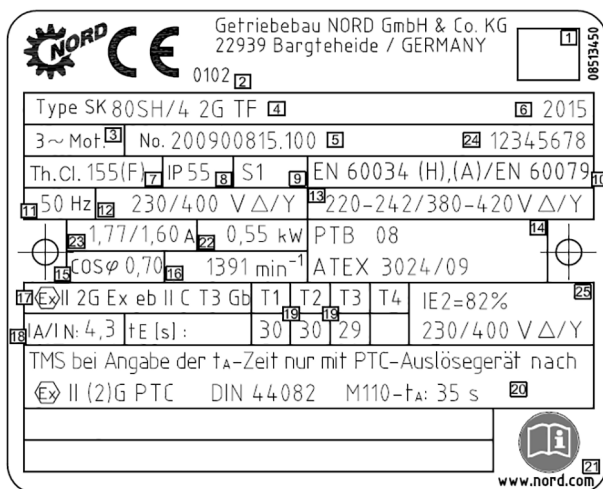 NORD CE Getriebebau NORD GmbH & Co. KG 1
22939 Bargteheide / GERMANY
0102 2
08513450
Type SK 80SH/4 2G TF 4 6 2015
3~ Mot. 3 No. 200900815.100 5 24 12345678
Th.Cl. 155(F) 7 IP55 8 S1 9 EN 60034 (H),(A)/EN 60079 10
11 50 Hz 12 230/400 V △/Y 13 220-242/380-420V △/Y
23 1,77/1,60 A 22 0,55 kW PTB 08 14
15 COSφ 0,70 16 1391 min⁻¹ ATEX 3024/09
17 Ex II 2G Ex eb II C T3 Gb T1 T2 T3 T4 IE2=82% 25
18 IA/IN: 4,3 tE [s] : 19 19 30 30 29 230/400 V △/Y
TMS bei Angabe der tA-Zeit nur mit PTC-Auslösegerät nach
Ex II (2)G PTC DIN 44082 M110-tA: 35 s 20
21
www.nord.com